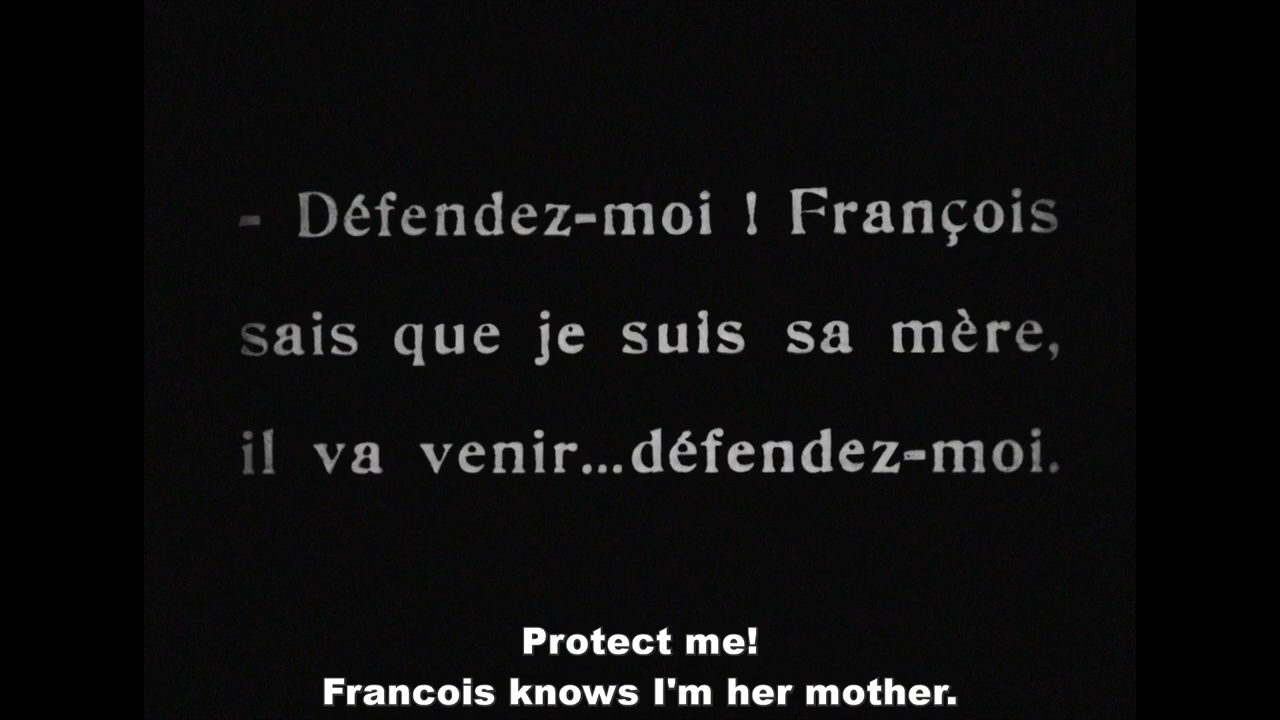 - Défendez-moi ! François
sais que je suis sa mère,
il va venir...défendez-moi.
Protect me!
Francois knows I'm her mother.